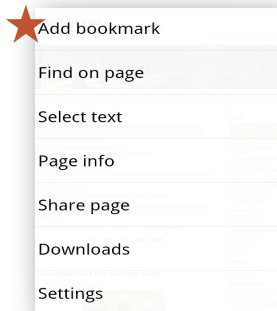 Add bookmark
Find on page
Select text
Page info
Share page
Downloads
Settings